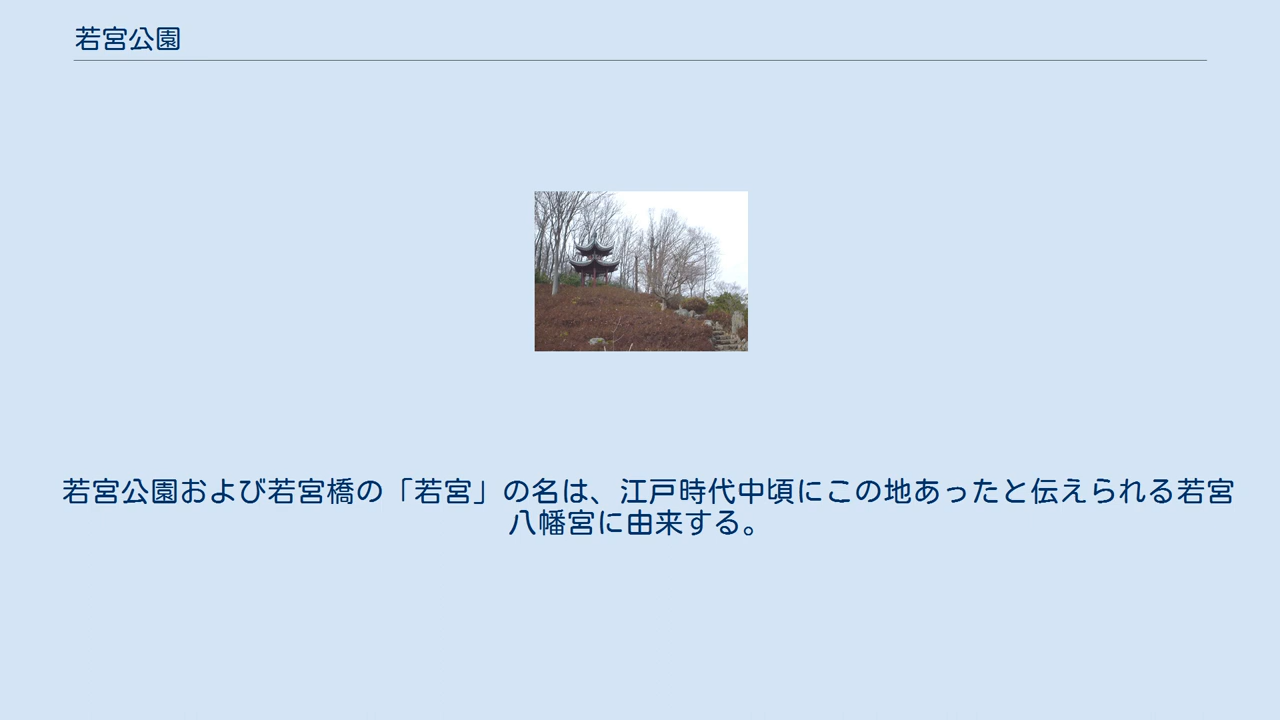 若宮公園
若宮公園および若宮橋の「若宮」の名は、江戸時代中頃にこの地あったと伝えられる若宮
八幡宮に由来する。